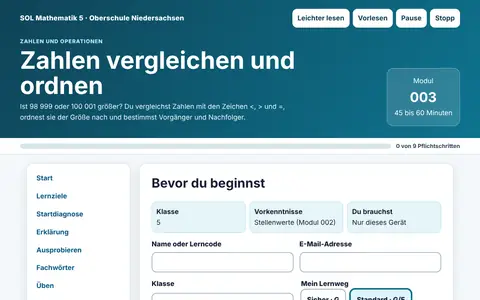 SOL Mathematik 5 · Oberschule Niedersachsen
Leichter lesen
Vorlesen
Pause
Stopp
ZAHLEN UND OPERATIONEN
Zahlen vergleichen und
ordnen
Ist 98 999 oder 100 001 größer? Du vergleichst Zahlen mit den Zeichen <, > und =,
ordnest sie der Größe nach und bestimmst Vorgänger und Nachfolger.
Modul
003
45 bis 60 Minuten
0 von 9 Pflichtschritten
Start
Lernziele
Startdiagnose
Erklärung
Ausprobieren
Fachwörter
Üben
Bevor du beginnst
Klasse
5
Vorkenntnisse
Stellenwerte (Modul 002)
Du brauchst
Nur dieses Gerät
Name oder Lerncode
E-Mail-Adresse
Klasse
Mein Lernweg
Sicher · G
Standard · G/E